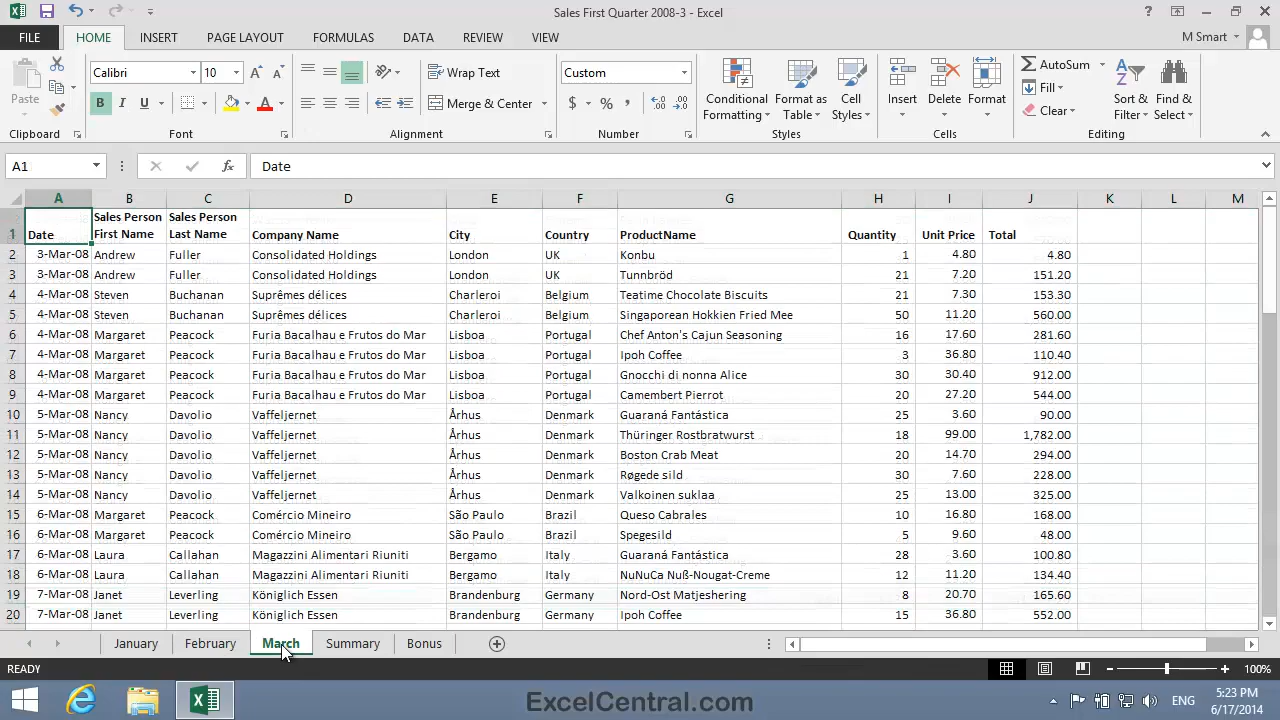 Sales First Quarter 2008-3 - Excel
FILE HOME INSERT PAGE LAYOUT FORMULAS DATA REVIEW VIEW M Smart
Paste Calibri 10 Wrap Text Custom Conditional Formatting Format as Table Cell Styles Insert Delete Format AutoSum Fill Clear Sort & Filter Find & Select
B I U A Merge & Center $ % ,
Clipboard Font Alignment Number Styles Cells Editing
A1 fx Date
A B C D E F G H I J K L M
1 Date Sales Person First Name Sales Person Last Name Company Name City Country ProductName Quantity Unit Price Total
2 3-Mar-08 Andrew Fuller Consolidated Holdings London UK Konbu 1 4.80 4.80
3 3-Mar-08 Andrew Fuller Consolidated Holdings London UK Tunnbröd 21 7.20 151.20
4 4-Mar-08 Steven Buchanan Suprêmes délices Charleroi Belgium Teatime Chocolate Biscuits 21 7.30 153.30
5 4-Mar-08 Steven Buchanan Suprêmes délices Charleroi Belgium Singaporean Hokkien Fried Mee 50 11.20 560.00
6 4-Mar-08 Margaret Peacock Furia Bacalhau e Frutos do Mar Lisboa Portugal Chef Anton's Cajun Seasoning 16 17.60 281.60
7 4-Mar-08 Margaret Peacock Furia Bacalhau e Frutos do Mar Lisboa Portugal Ipoh Coffee 3 36.80 110.40
8 4-Mar-08 Margaret Peacock Furia Bacalhau e Frutos do Mar Lisboa Portugal Gnocchi di nonna Alice 30 30.40 912.00
9 4-Mar-08 Margaret Peacock Furia Bacalhau e Frutos do Mar Lisboa Portugal Camembert Pierrot 20 27.20 544.00
10 5-Mar-08 Nancy Davolio Vaffeljernet Århus Denmark Guaraná Fantástica 25 3.60 90.00
11 5-Mar-08 Nancy Davolio Vaffeljernet Århus Denmark Thüringer Rostbratwurst 18 99.00 1,782.00
12 5-Mar-08 Nancy Davolio Vaffeljernet Århus Denmark Boston Crab Meat 20 14.70 294.00
13 5-Mar-08 Nancy Davolio Vaffeljernet Århus Denmark Røgede sild 30 7.60 228.00
14 5-Mar-08 Nancy Davolio Vaffeljernet Århus Denmark Valkoinen suklaa 25 13.00 325.00
15 6-Mar-08 Margaret Peacock Comércio Mineiro São Paulo Brazil Queso Cabrales 10 16.80 168.00
16 6-Mar-08 Margaret Peacock Comércio Mineiro São Paulo Brazil Spegesild 5 9.60 48.00
17 6-Mar-08 Laura Callahan Magazzini Alimentari Riuniti Bergamo Italy Guaraná Fantástica 28 3.60 100.80
18 6-Mar-08 Laura Callahan Magazzini Alimentari Riuniti Bergamo Italy NuNuCa Nuß-Nougat-Creme 12 11.20 134.40
19 7-Mar-08 Janet Leverling Königlich Essen Brandenburg Germany Nord-Ost Matjeshering 8 20.70 165.60
20 7-Mar-08 Janet Leverling Königlich Essen Brandenburg Germany Ipoh Coffee 15 36.80 552.00
January February March Summary Bonus
READY 100%
ExcelCentral.com ENG 5:23 PM
6/17/2014